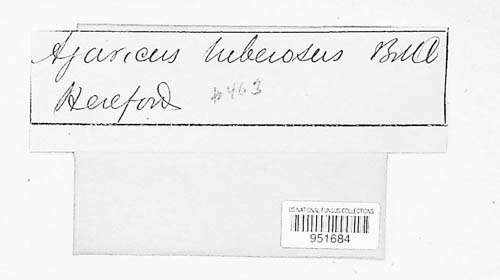 Agaricus tuberosus Bull
Hereford #463
US NATIONAL FUNGUS COLLECTIONS
951684